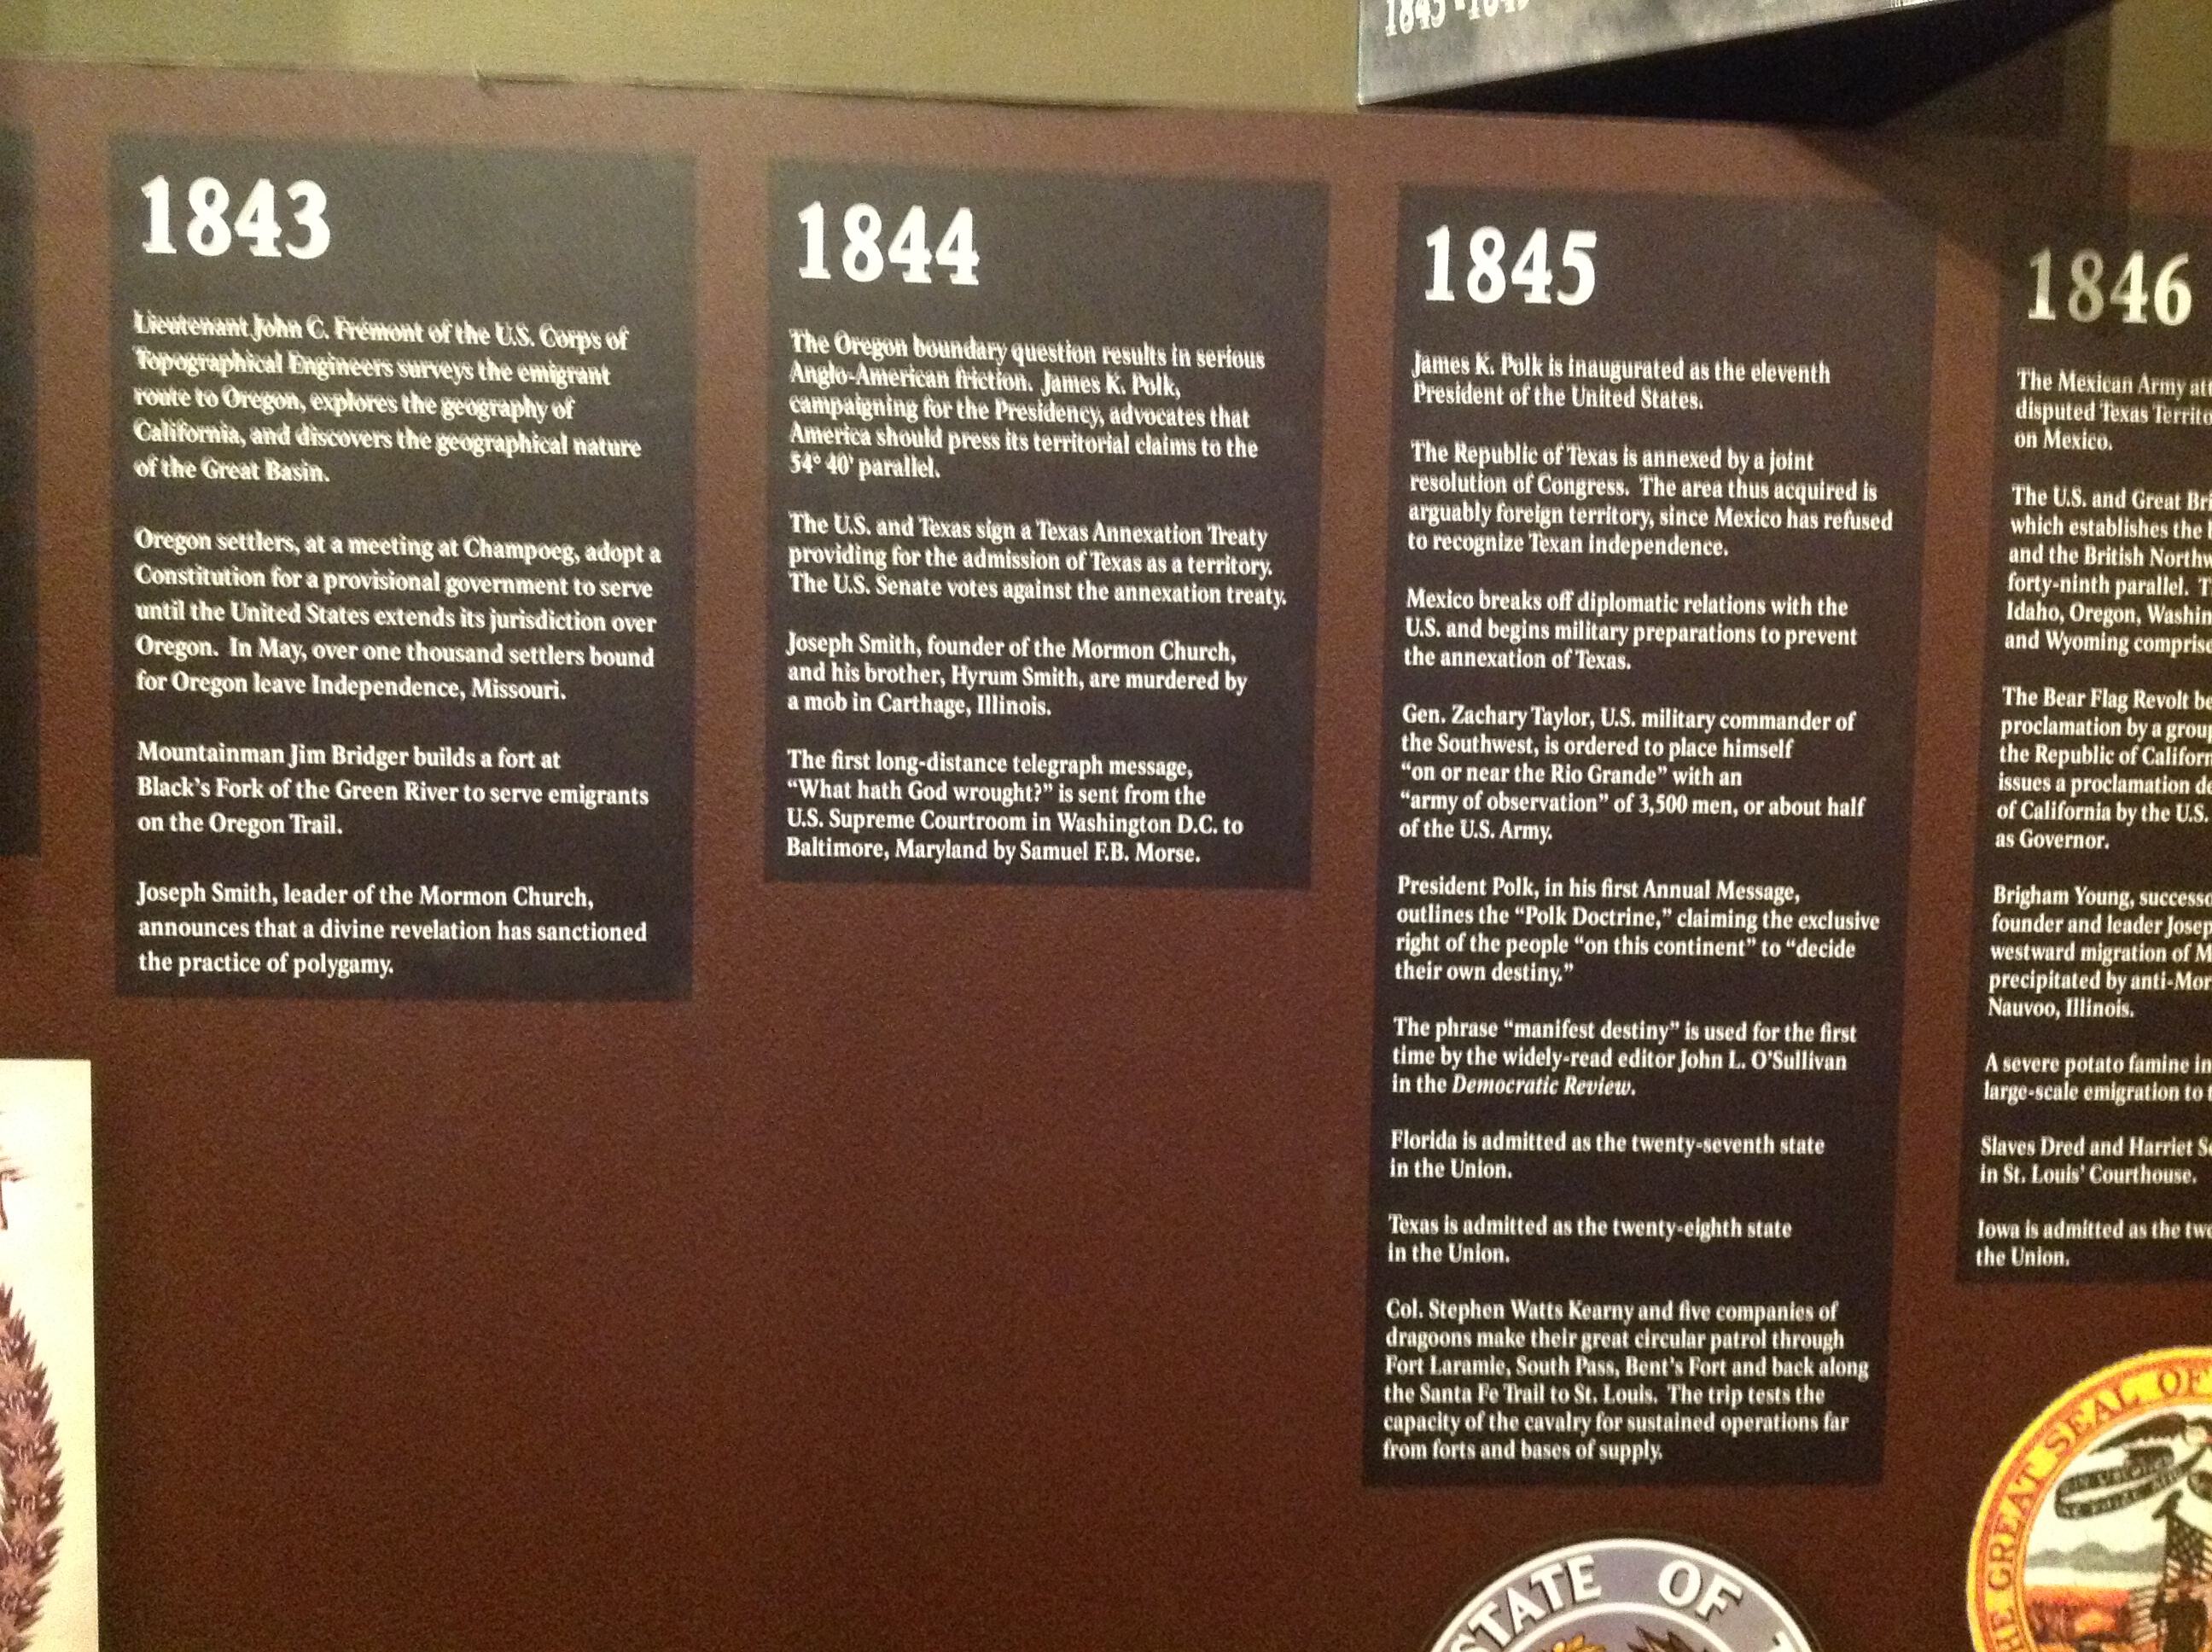 1843
Lieutenant John C. Frémont of the U.S. Corps of
Topographical Engineers surveys the emigrant
route to Oregon, explores the geography of
California, and discovers the geographical nature
of the Great Basin.
Oregon settlers, at a meeting at Champoeg, adopt a
Constitution for a provisional government to serve
until the United States extends its jurisdiction over
Oregon. In May, over one thousand settlers bound
for Oregon leave Independence, Missouri.
Mountainman Jim Bridger builds a fort at
Black's Fork of the Green River to serve emigrants
on the Oregon Trail.
Joseph Smith, leader of the Mormon Church,
announces that a divine revelation has sanctioned
the practice of polygamy.
1844
The Oregon boundary question results in serious
Anglo-American friction. James K. Polk,
campaigning for the Presidency, advocates that
America should press its territorial claims to the
54° 40' parallel.
The U.S. and Texas sign a Texas Annexation Treaty
providing for the admission of Texas as a territory.
The U.S. Senate votes against the annexation treaty.
Joseph Smith, founder of the Mormon Church,
and his brother, Hyrum Smith, are murdered by
a mob in Carthage, Illinois.
The first long-distance telegraph message,
“What hath God wrought?” is sent from the
U.S. Supreme Courtroom in Washington D.C. to
Baltimore, Maryland by Samuel F.B. Morse.
1845
James K. Polk is inaugurated as the eleventh
President of the United States.
The Republic of Texas is annexed by a joint
resolution of Congress. The area thus acquired is
arguably foreign territory, since Mexico has refused
to recognize Texan independence.
Mexico breaks off diplomatic relations with the
U.S. and begins military preparations to prevent
the annexation of Texas.
Gen. Zachary Taylor, U.S. military commander of
the Southwest, is ordered to place himself
“on or near the Rio Grande” with an
“army of observation” of 3,500 men, or about half
of the U.S. Army.
President Polk, in his first Annual Message,
outlines the “Polk Doctrine,” claiming the exclusive
right of the people “on this continent” to “decide
their own destiny.”
The phrase “manifest destiny” is used for the first
time by the widely-read editor John L. O'Sullivan
in the Democratic Review.
Florida is admitted as the twenty-seventh state
in the Union.
Texas is admitted as the twenty-eighth state
in the Union.
Col. Stephen Watts Kearny and five companies of
dragoons make their great circular patrol through
Fort Laramie, South Pass, Bent's Fort and back along
the Santa Fe Trail to St. Louis. The trip tests the
capacity of the cavalry for sustained operations far
from forts and bases of supply.
STATE OF
1846
The Mexican Army
disputed Texas
on Mexico.
The U.S. and Great
which establishes the
and the British
forty-ninth parallel.
Idaho, Oregon,
and Wyoming
The Bear Flag Revolt
proclamation by a
the Republic of
issues a proclamation
of California by the U.S.
as Governor.
Brigham Young,
founder and leader
westward migration of
precipitated by
Nauvoo, Illinois.
A severe potato famine in
large-scale emigration to
Slaves Dred and Harriet
in St. Louis' Courthouse.
Iowa is admitted as the
the Union.
THE GREAT SEAL OF